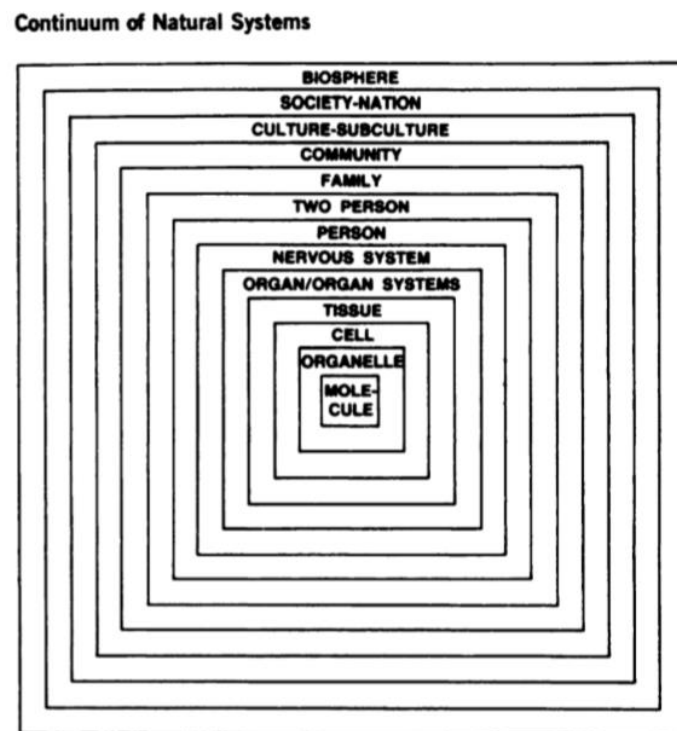 Continuum of Natural Systems
BIOSPHERE
SOCIETY-NATION
CULTURE-SUBCULTURE
COMMUNITY
FAMILY
TWO PERSON
PERSON
NERVOUS SYSTEM
ORGAN/ORGAN SYSTEMS
TISSUE
CELL
ORGANELLE
MOLE-
CULE